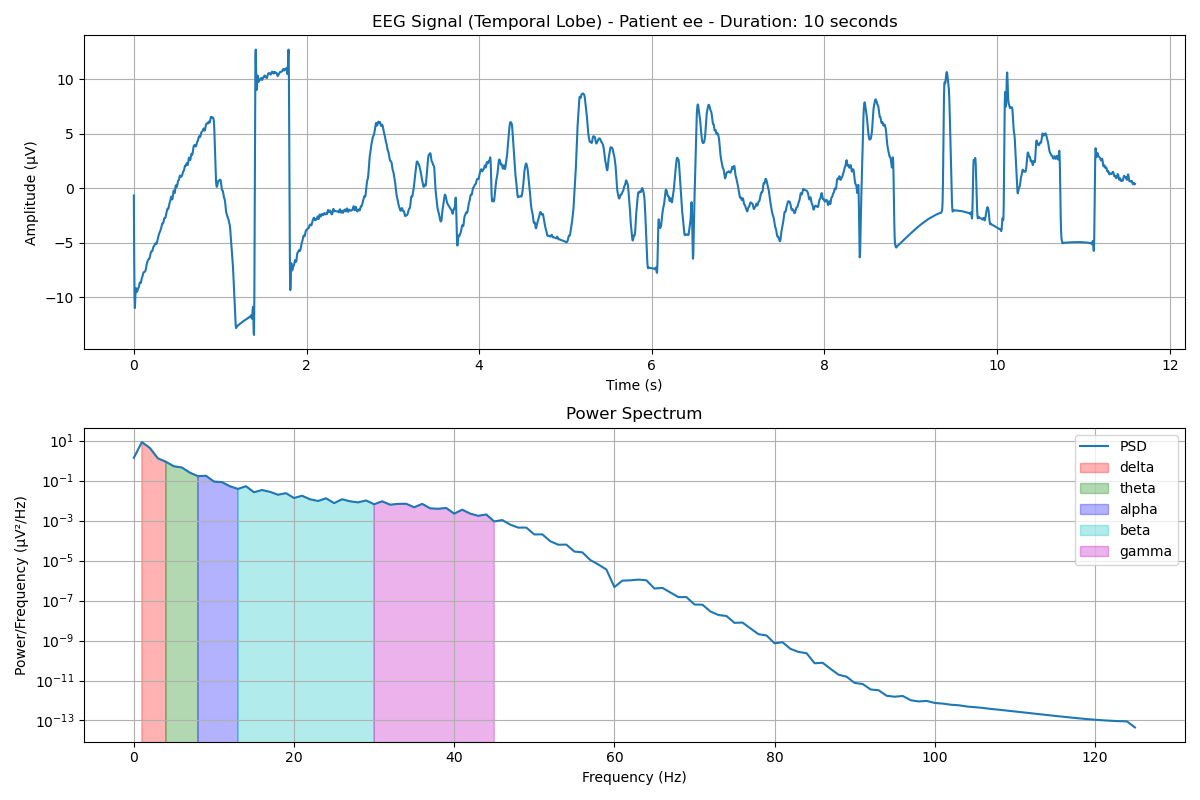 EEG Signal (Temporal Lobe) - Patient ee - Duration: 10 seconds
Amplitude (μV)
10
5
0
−5
−10
0 2 4 6 8 10 12
Time (s)
Power Spectrum
Power/Frequency (μV²/Hz)
10¹
10⁻¹
10⁻³
10⁻⁵
10⁻⁷
10⁻⁹
10⁻¹¹
10⁻¹³
PSD
delta
theta
alpha
beta
gamma
0 20 40 60 80 100 120
Frequency (Hz)